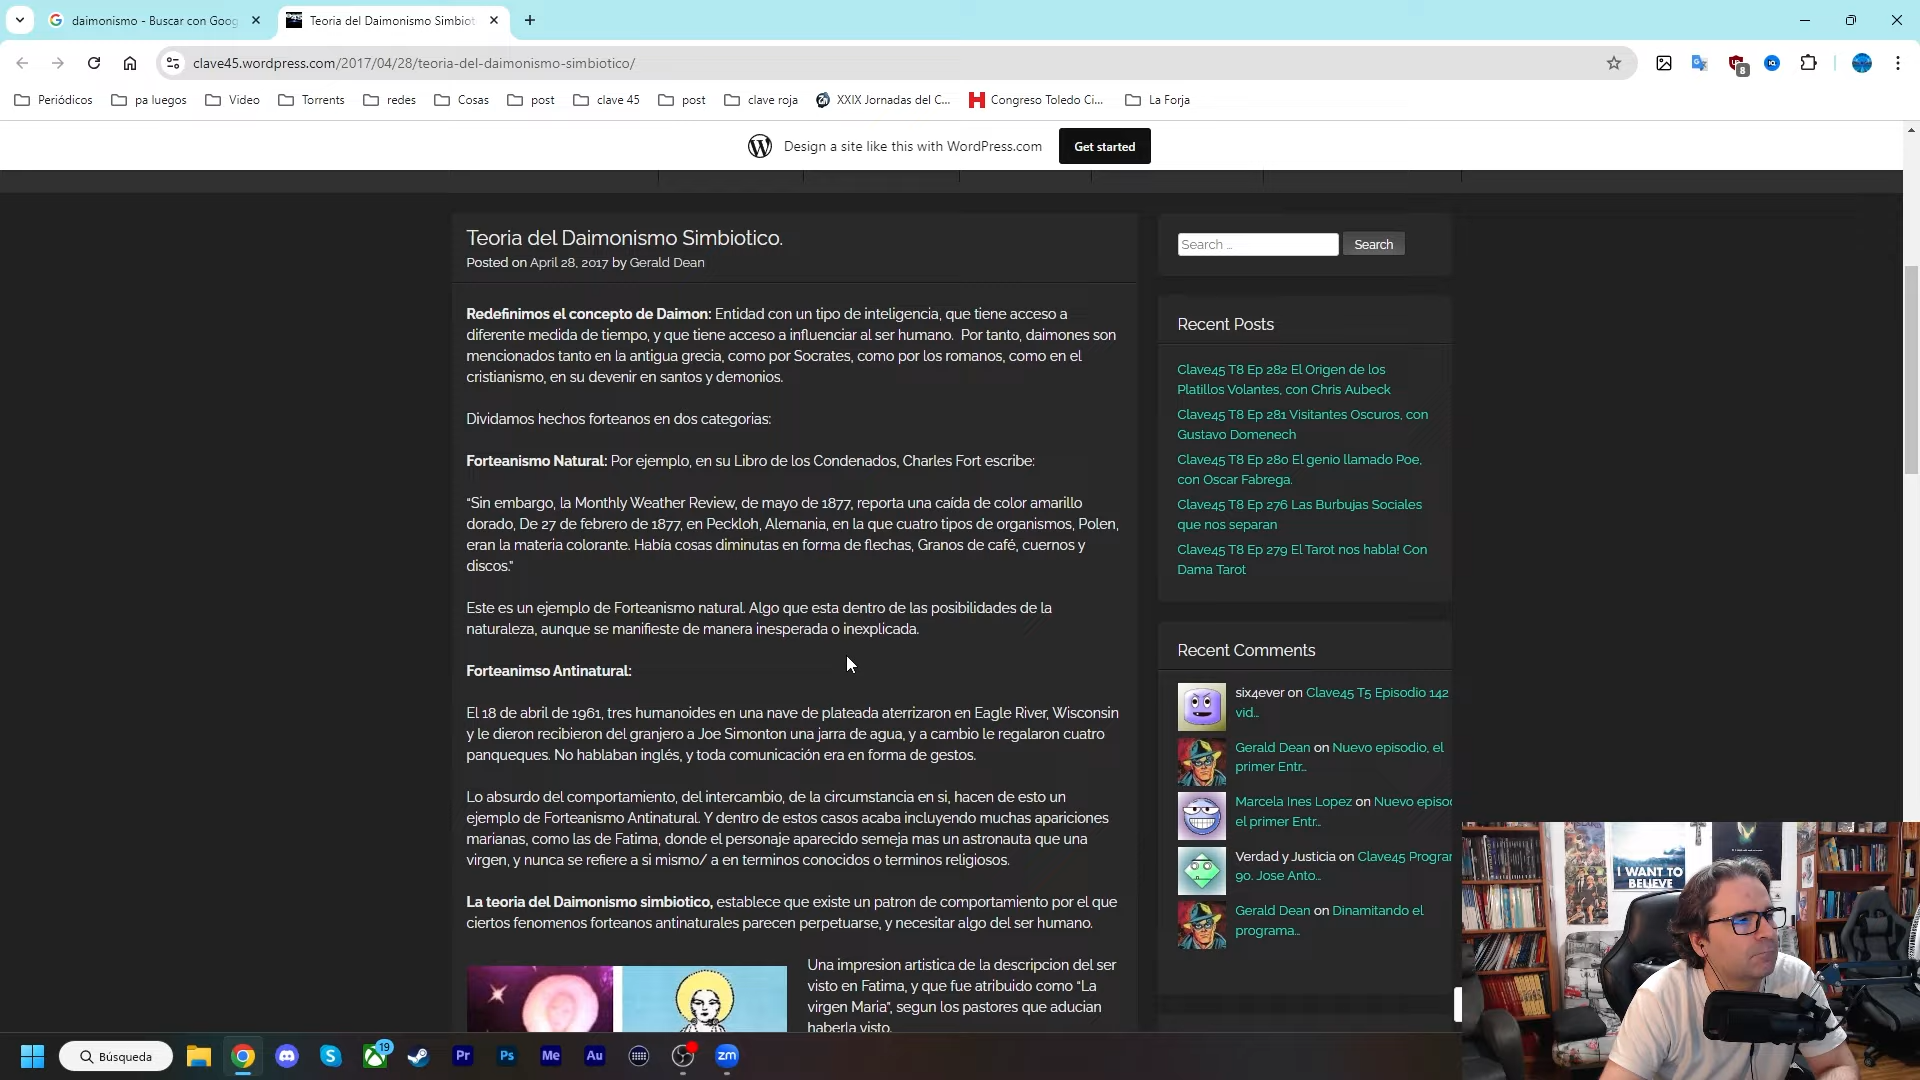 daimonismo - Buscar con Goog
Teoria del Daimonismo Simbiot
clave45.wordpress.com/2017/04/28/teoria-del-daimonismo-simbiotico/
8
Periódicos
pa luegos
Video
Torrents
redes
Cosas
post
clave 45
post
clave roja
XXIX Jornadas del C...
Congreso Toledo Ci...
La Forja
Design a site like this with WordPress.com
Get started
Teoria del Daimonismo Simbiotico.
Posted on April 28, 2017 by Gerald Dean
Redefinimos el concepto de Daimon: Entidad con un tipo de inteligencia, que tiene acceso a
diferente medida de tiempo, y que tiene acceso a influenciar al ser humano. Por tanto, daimones son
mencionados tanto en la antigua grecia, como por Socrates, como por los romanos, como en el
cristianismo, en su devenir en santos y demonios.
Dividamos hechos forteanos en dos categorias:
Forteanismo Natural: Por ejemplo, en su Libro de los Condenados, Charles Fort escribe:
“Sin embargo, la Monthly Weather Review, de mayo de 1877, reporta una caída de color amarillo
dorado, De 27 de febrero de 1877, en Peckloh, Alemania, en la que cuatro tipos de organismos, Polen,
eran la materia colorante. Había cosas diminutas en forma de flechas, Granos de café, cuernos y
discos.”
Este es un ejemplo de Forteanismo natural. Algo que esta dentro de las posibilidades de la
naturaleza, aunque se manifieste de manera inesperada o inexplicada.
Forteanimso Antinatural:
El 18 de abril de 1961, tres humanoides en una nave de plateada aterrizaron en Eagle River, Wisconsin
y le dieron recibieron del granjero a Joe Simonton una jarra de agua, y a cambio le regalaron cuatro
panqueques. No hablaban inglés, y toda comunicación era en forma de gestos.
Lo absurdo del comportamiento, del intercambio, de la circumstancia en si, hacen de esto un
ejemplo de Forteanismo Antinatural. Y dentro de estos casos acaba incluyendo muchas apariciones
marianas, como las de Fatima, donde el personaje aparecido semeja mas un astronauta que una
virgen, y nunca se refiere a si mismo/ a en terminos conocidos o terminos religiosos.
La teoria del Daimonismo simbiotico, establece que existe un patron de comportamiento por el que
ciertos fenomenos forteanos antinaturales parecen perpetuarse, y necesitar algo del ser humano.
Una impresion artistica de la descripcion del ser
visto en Fatima, y que fue atribuido como “La
virgen Maria”, segun los pastores que aducian
haberla visto.
Search ...
Search
Recent Posts
Clave45 T8 Ep 282 El Origen de los
Platillos Volantes, con Chris Aubeck
Clave45 T8 Ep 281 Visitantes Oscuros, con
Gustavo Domenech
Clave45 T8 Ep 280 El genio llamado Poe,
con Oscar Fabrega.
Clave45 T8 Ep 276 Las Burbujas Sociales
que nos separan
Clave45 T8 Ep 279 El Tarot nos habla! Con
Dama Tarot
Recent Comments
six4ever on Clave45 T5 Episodio 142
vid…
Gerald Dean on Nuevo episodio, el
primer Entr…
Marcela Ines Lopez on Nuevo episo
el primer Entr…
Verdad y Justicia on Clave45 Progra
90. Jose Anto…
Gerald Dean on Dinamitando el
programa…
I WANT TO
BELIEVE
Búsqueda
19
Pr
Ps
Me
Au
zm